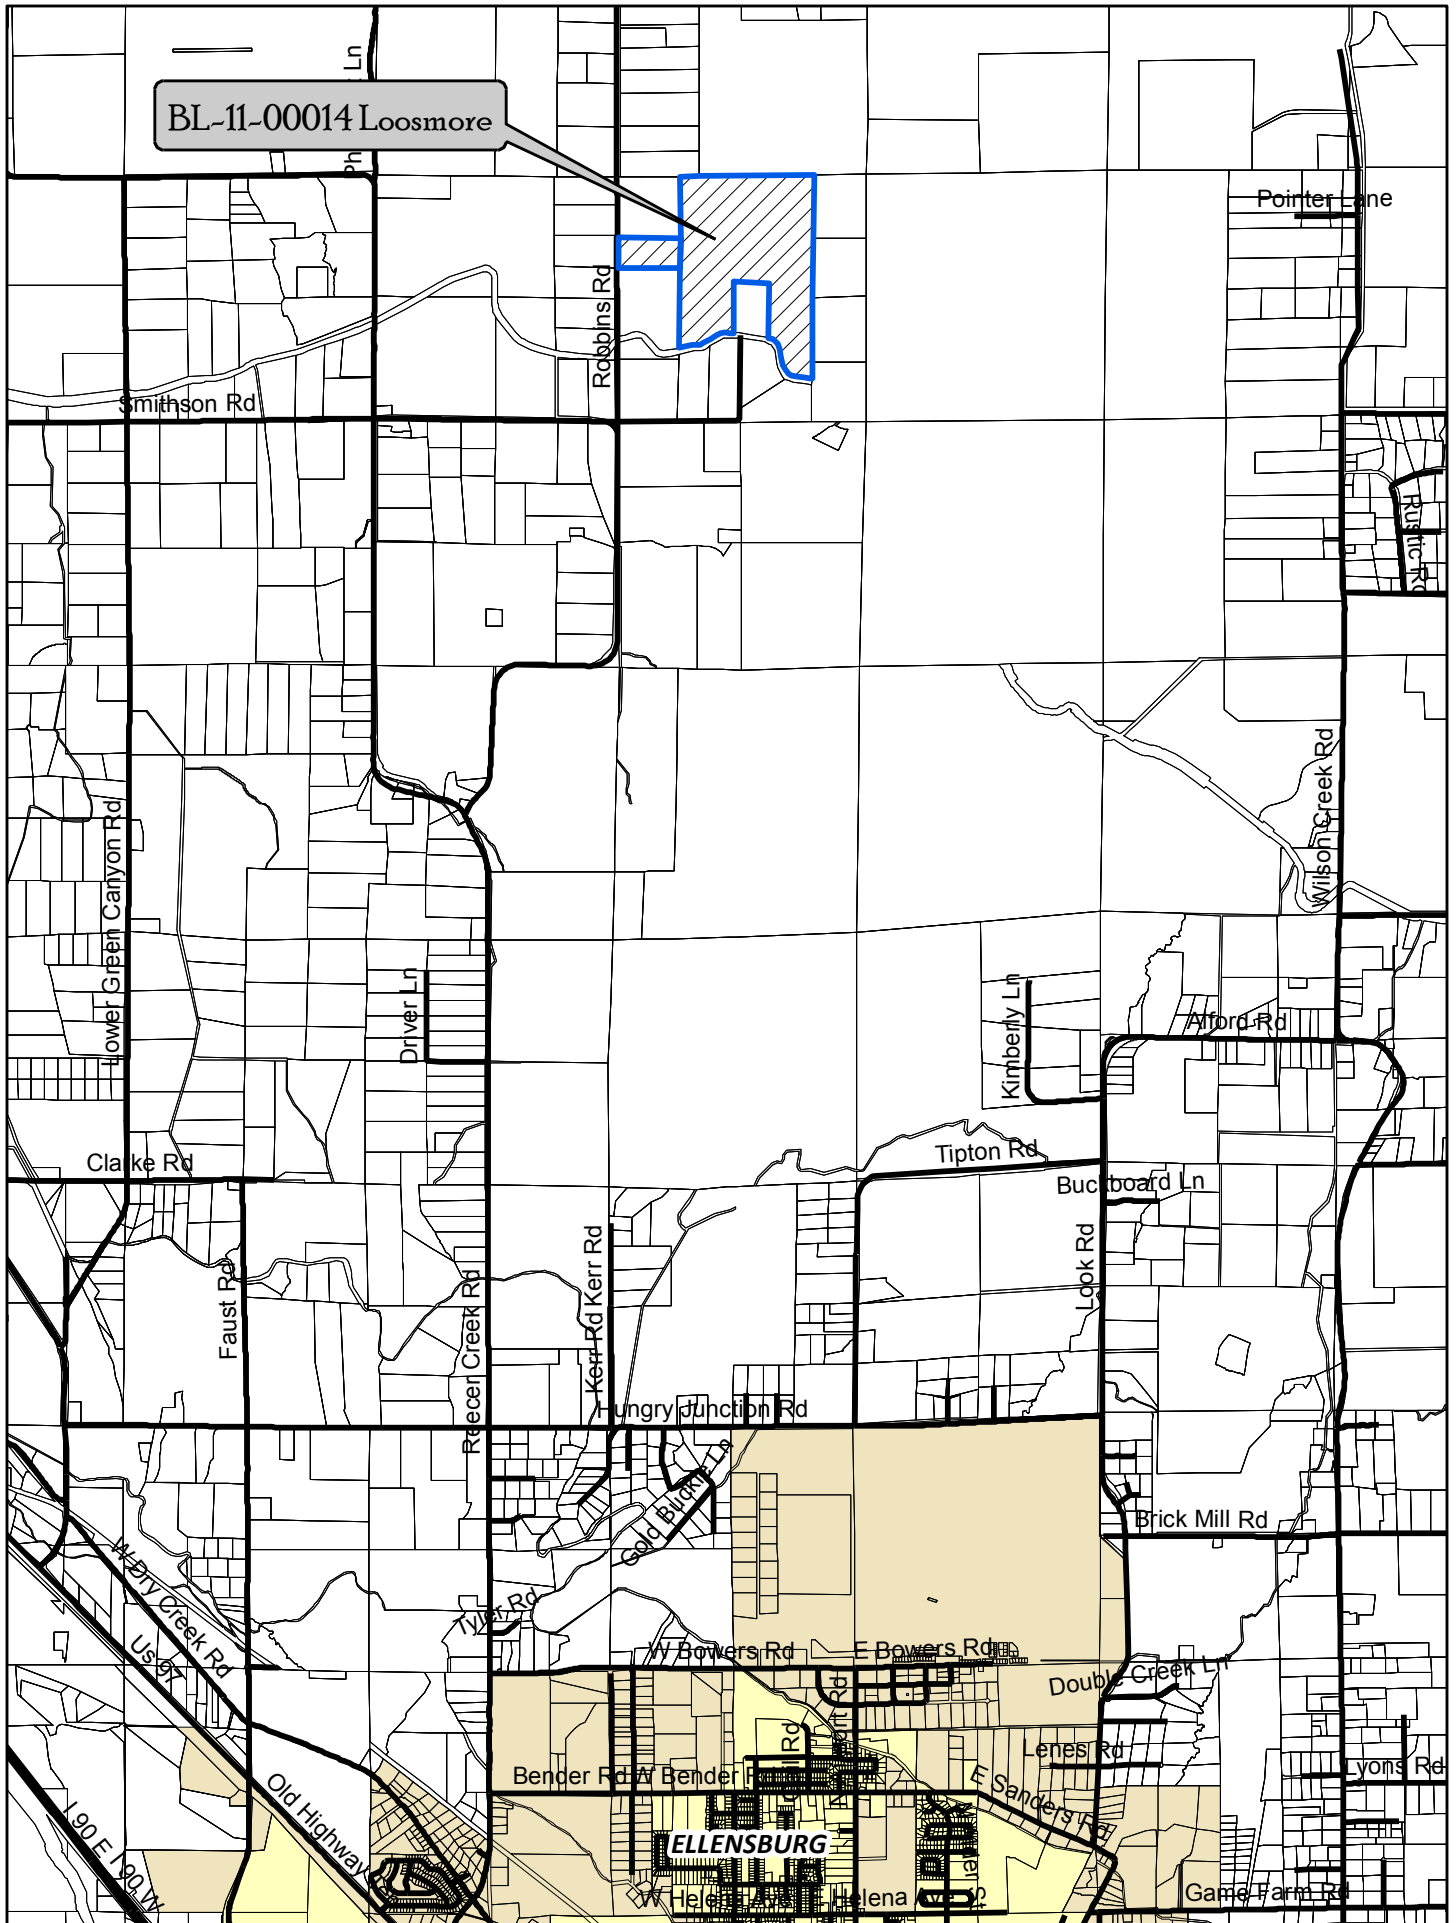 BL-11-00014 Loosmore
Pointer Lane
Robbins Rd
Smithson Rd
Rustic Rd
Wilson Creek Rd
Lower Green Canyon Rd
Driver Ln
Kimberly Ln
Alford Rd
Clarke Rd
Tipton Rd
Buckboard Ln
Look Rd
Faust Rd
Reecer Creek Rd
Kerr Rd
Kerr Rd
Hungry Junction Rd
Gold Buckle Ln
Brick Mill Rd
W Dry Creek Rd
Us 97
Tyler Rd
W Bowers Rd
E Bowers Rd
Double Creek Ln
Lenes Rd
Lyons Rd
Bender Rd
W Bender Rd
E Sanders Rd
Old Highway
I 90 E
I 90 W
ELLENSBURG
W Helena Ave
E Helena Ave
Game Farm Rd